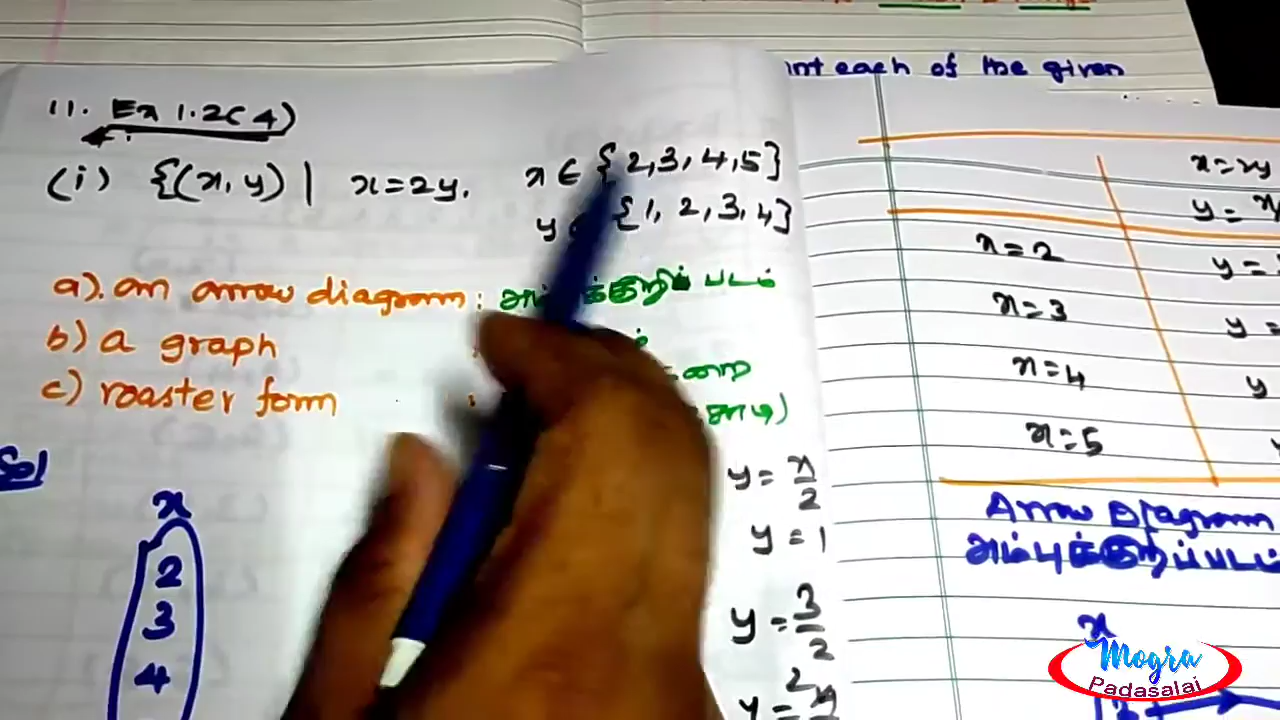 each of the given
11. Ex 1.2(4)
(i) {(x, y) | x=2y. x ∈ {2,3,4,5}
y {1, 2, 3, 4}
a). an arrow diagram : படம்
b) a graph :
c) roaster form :
Sol
x
2
3
4
y = x/2
y = 1
y = 3/2
x=2y
x=2
y =
x=3
y =
x=4
y
x=5
Arrow Diagram
அம்புக்குறிப்படம்
x
Mogra
Padasalai